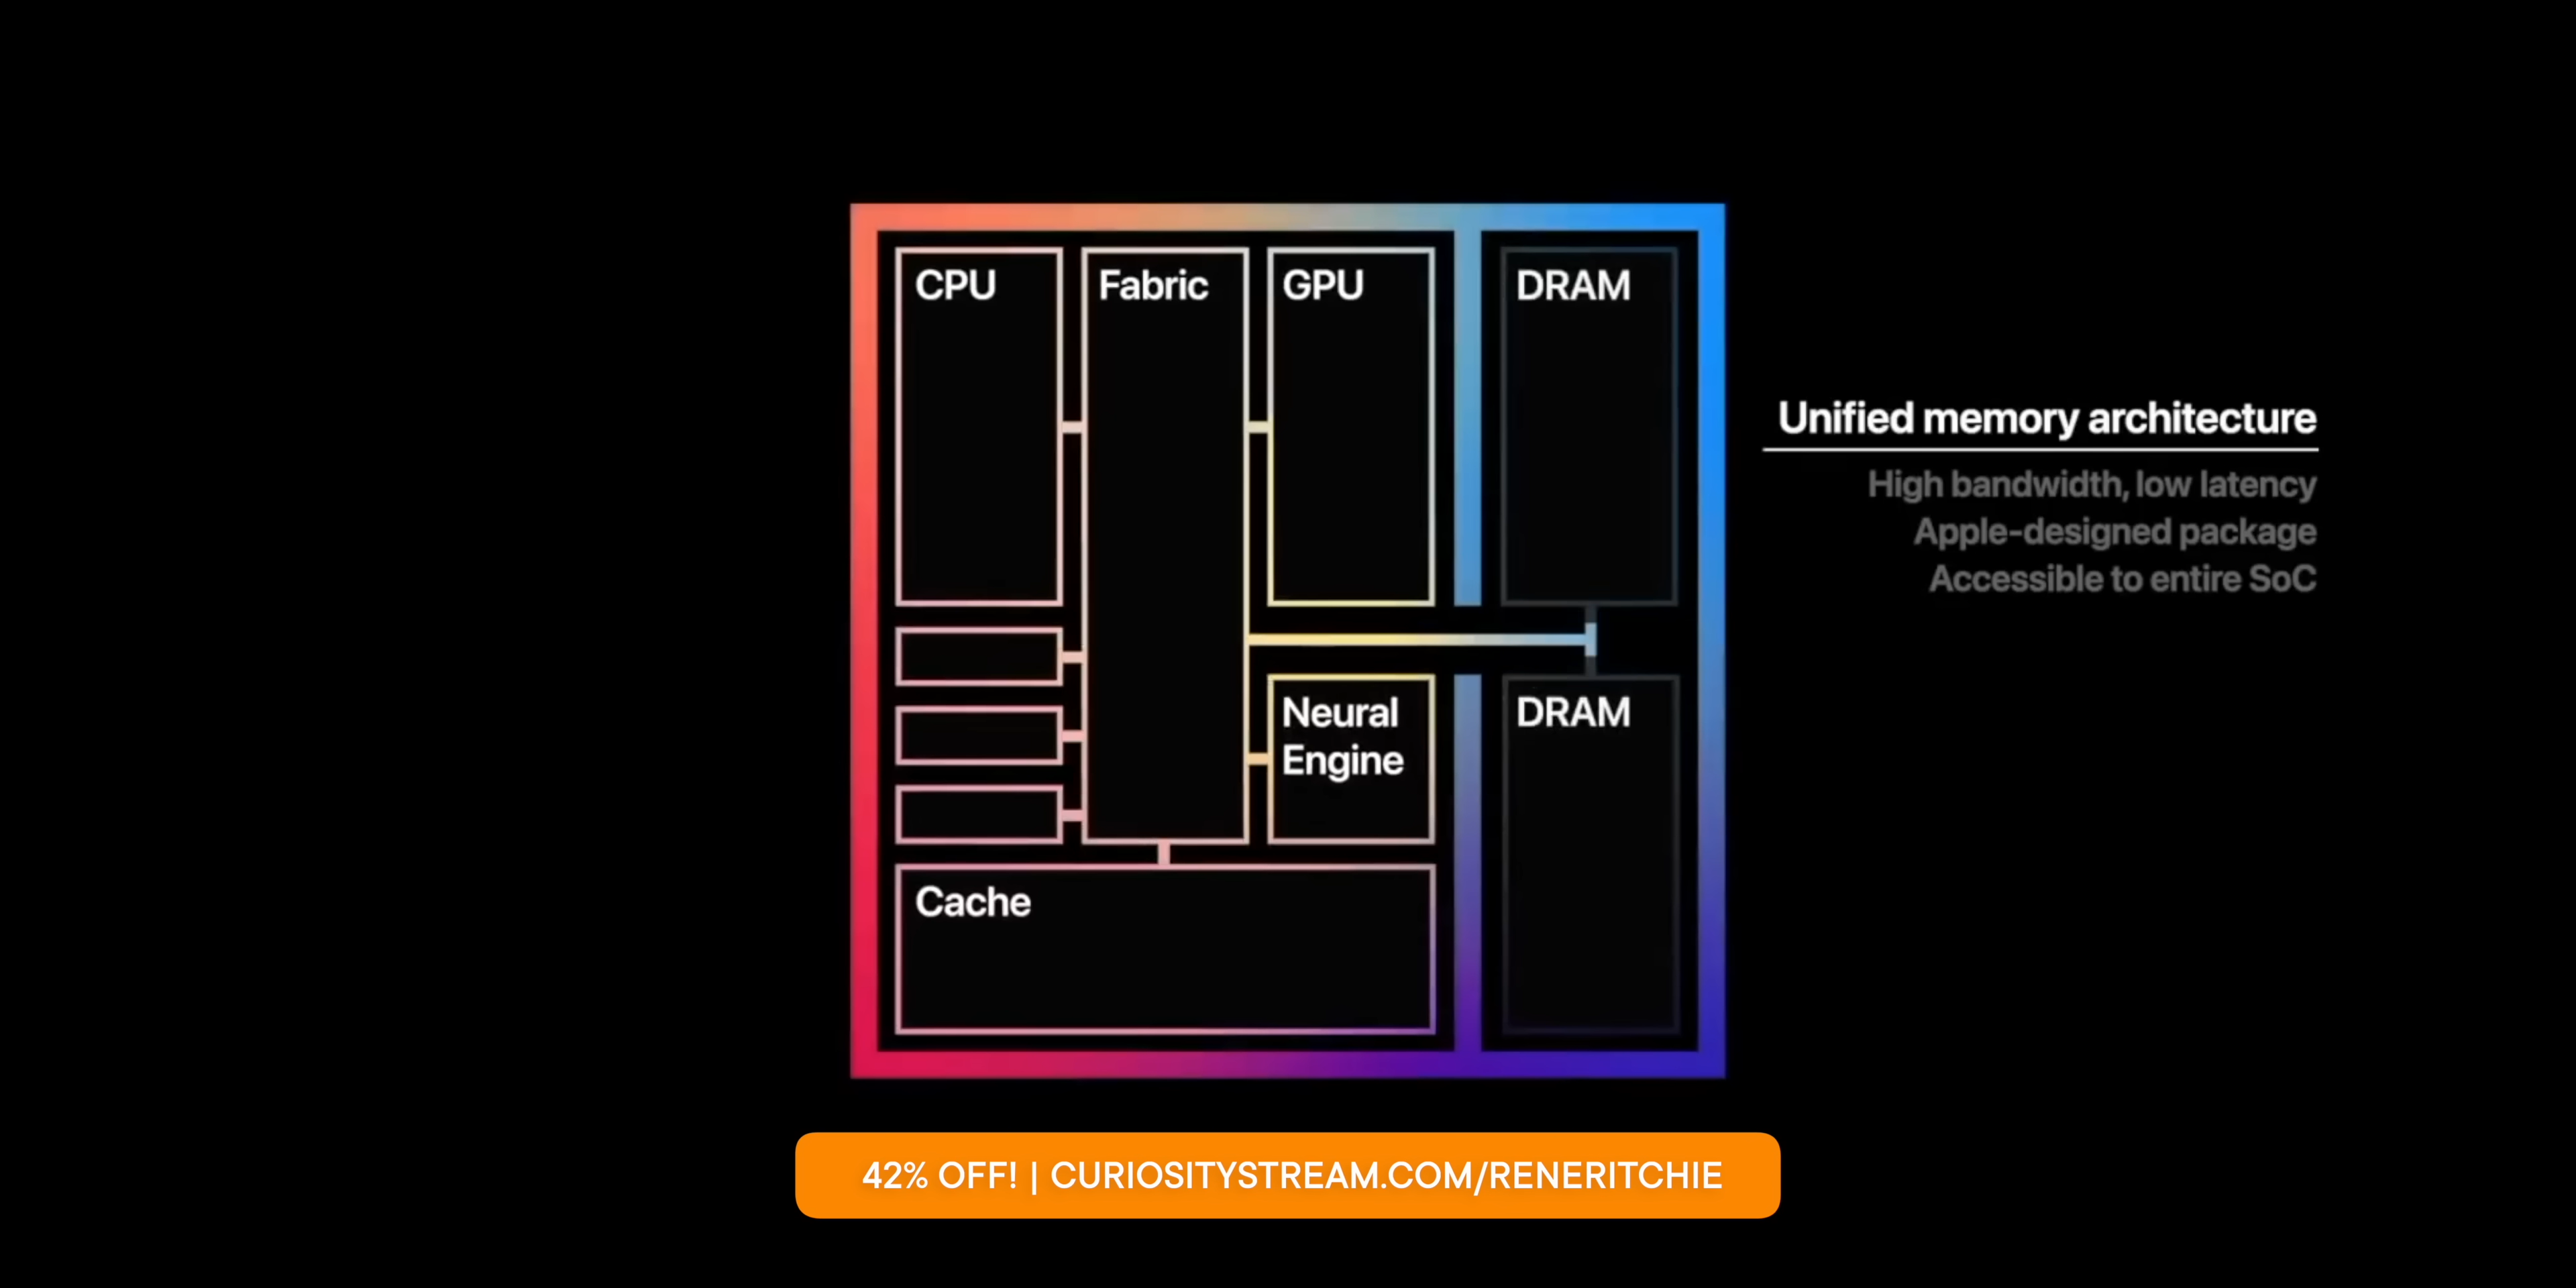 CPU
Fabric
GPU
DRAM
Unified memory architecture
High bandwidth, low latency
Apple-designed package
Accessible to entire SoC
Neural
Engine
DRAM
Cache
42% OFF! | CURIOSITYSTREAM.COM/RENERITCHIE